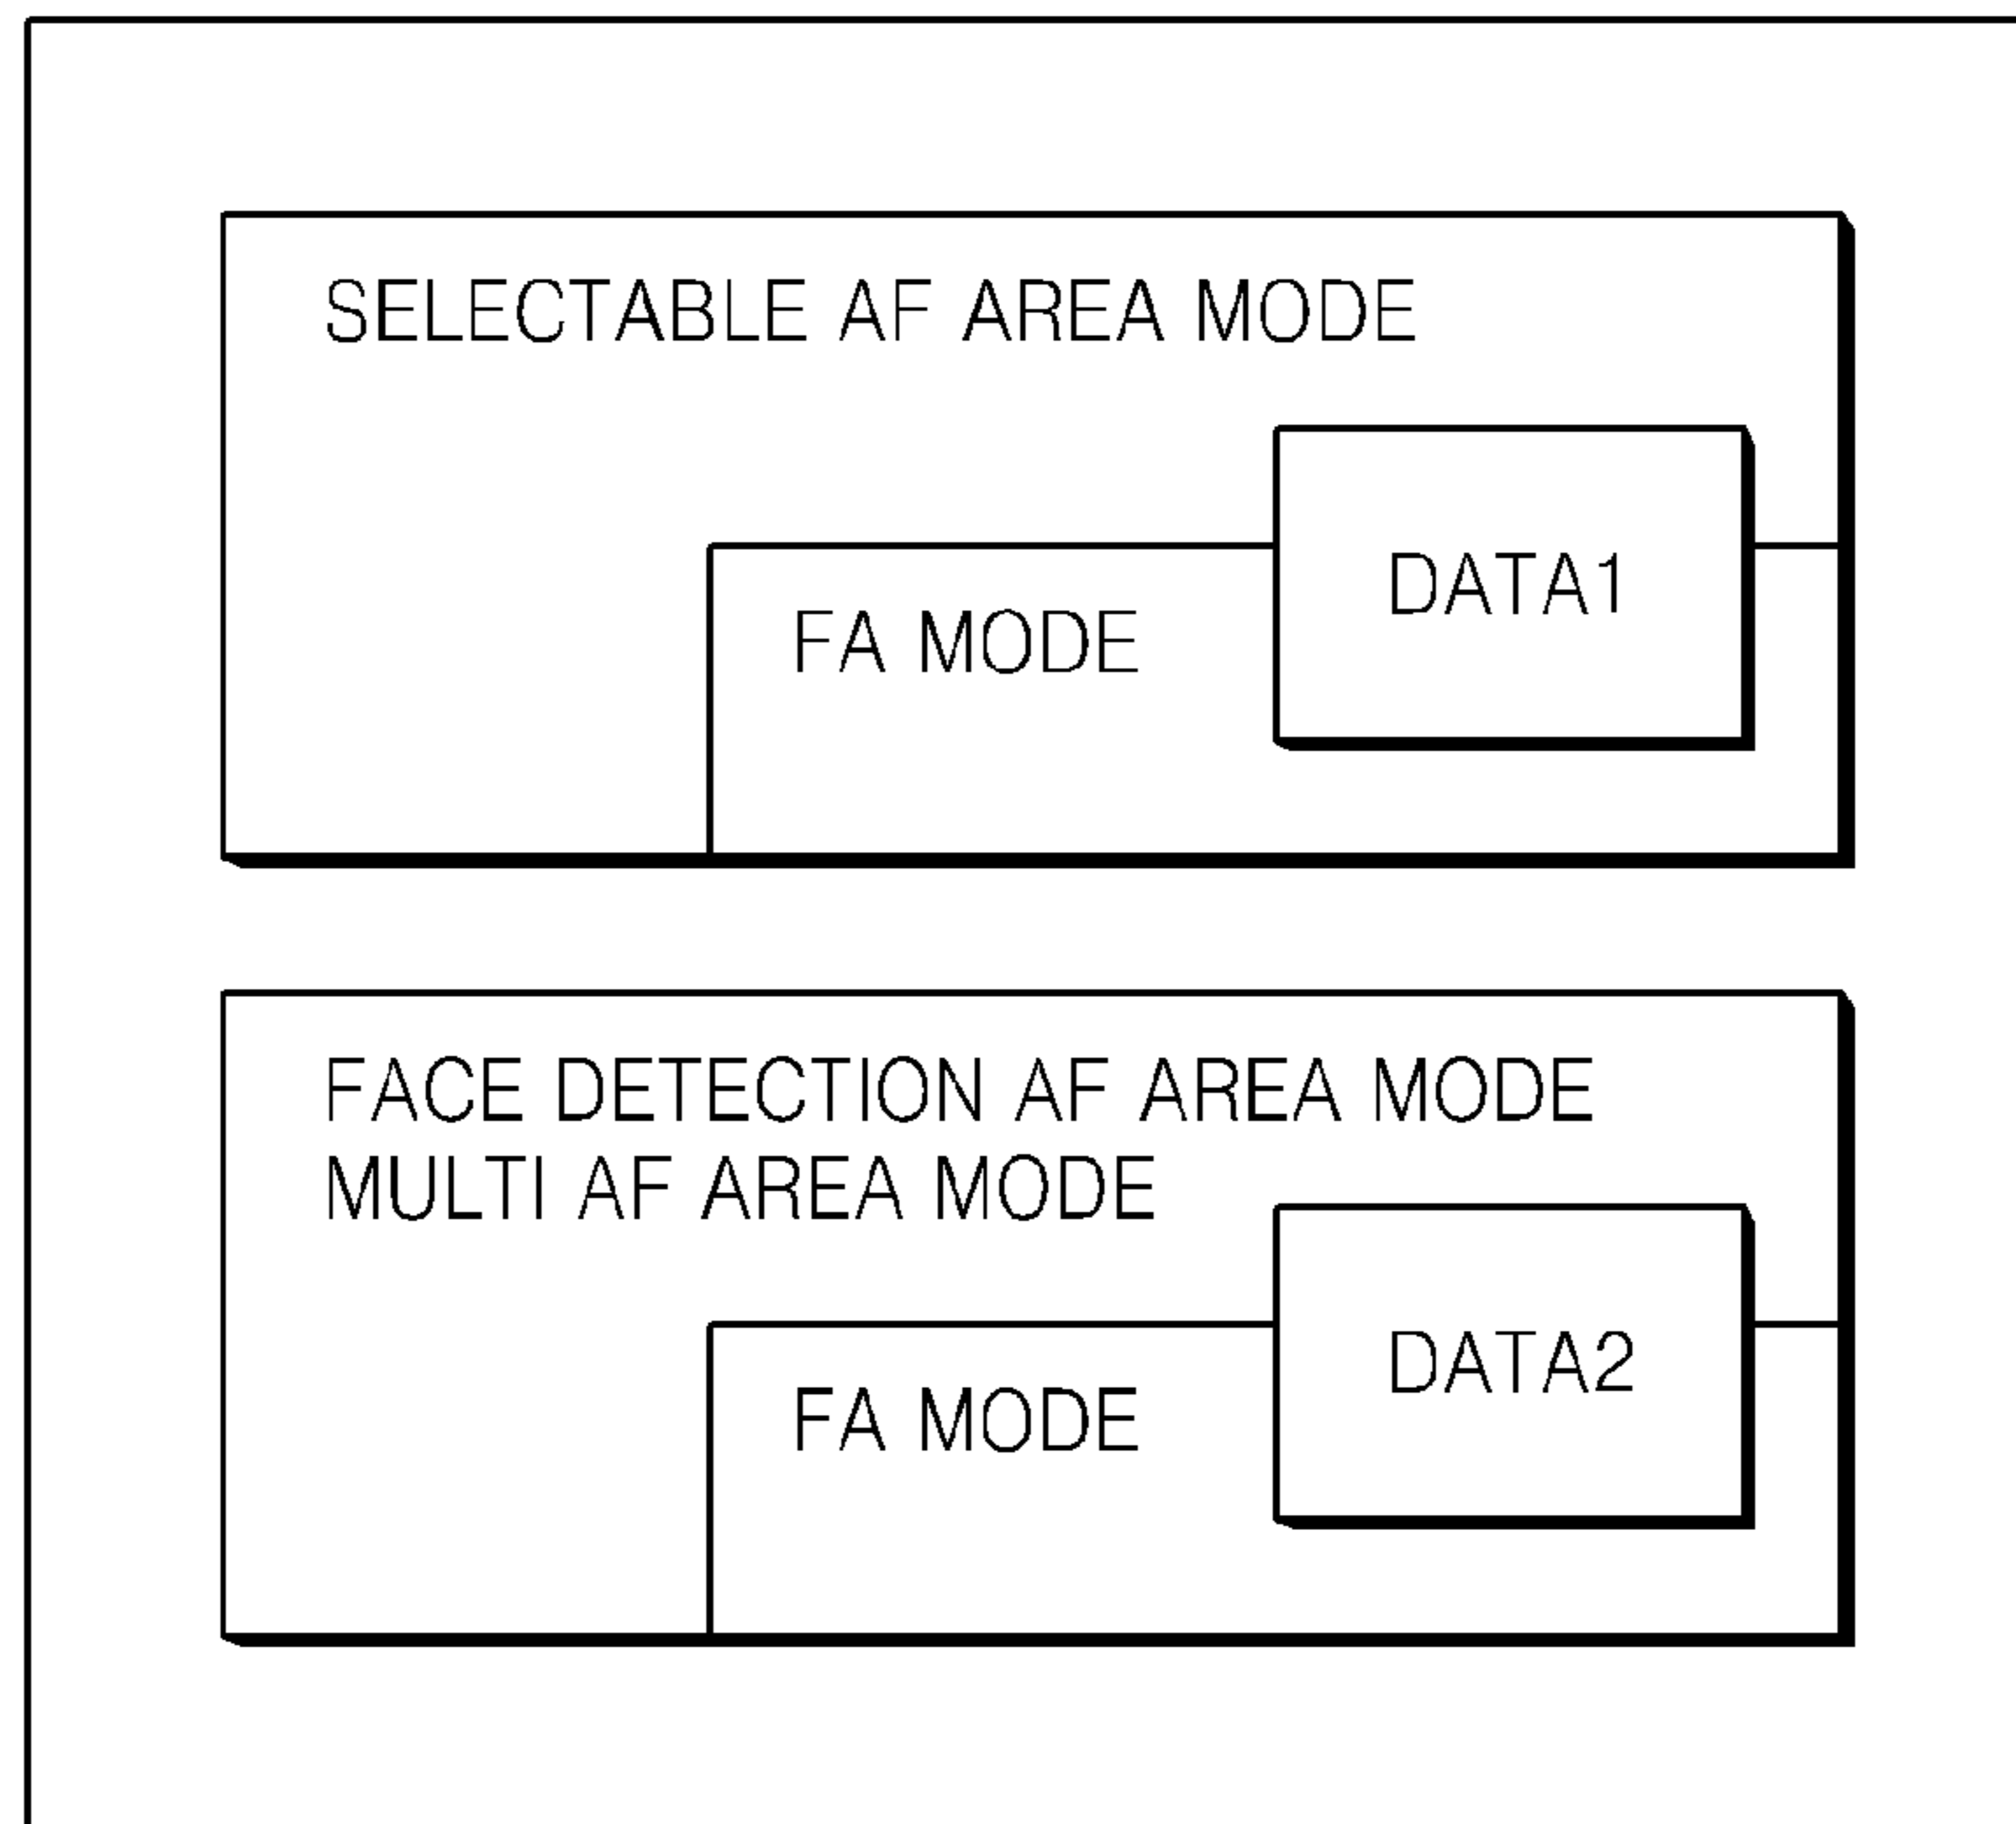 SELECTABLE AF AREA MODE
DATA1
FA MODE
FACE DETECTION AF AREA MODE
MULTI AF AREA MODE
DATA2
FA MODE